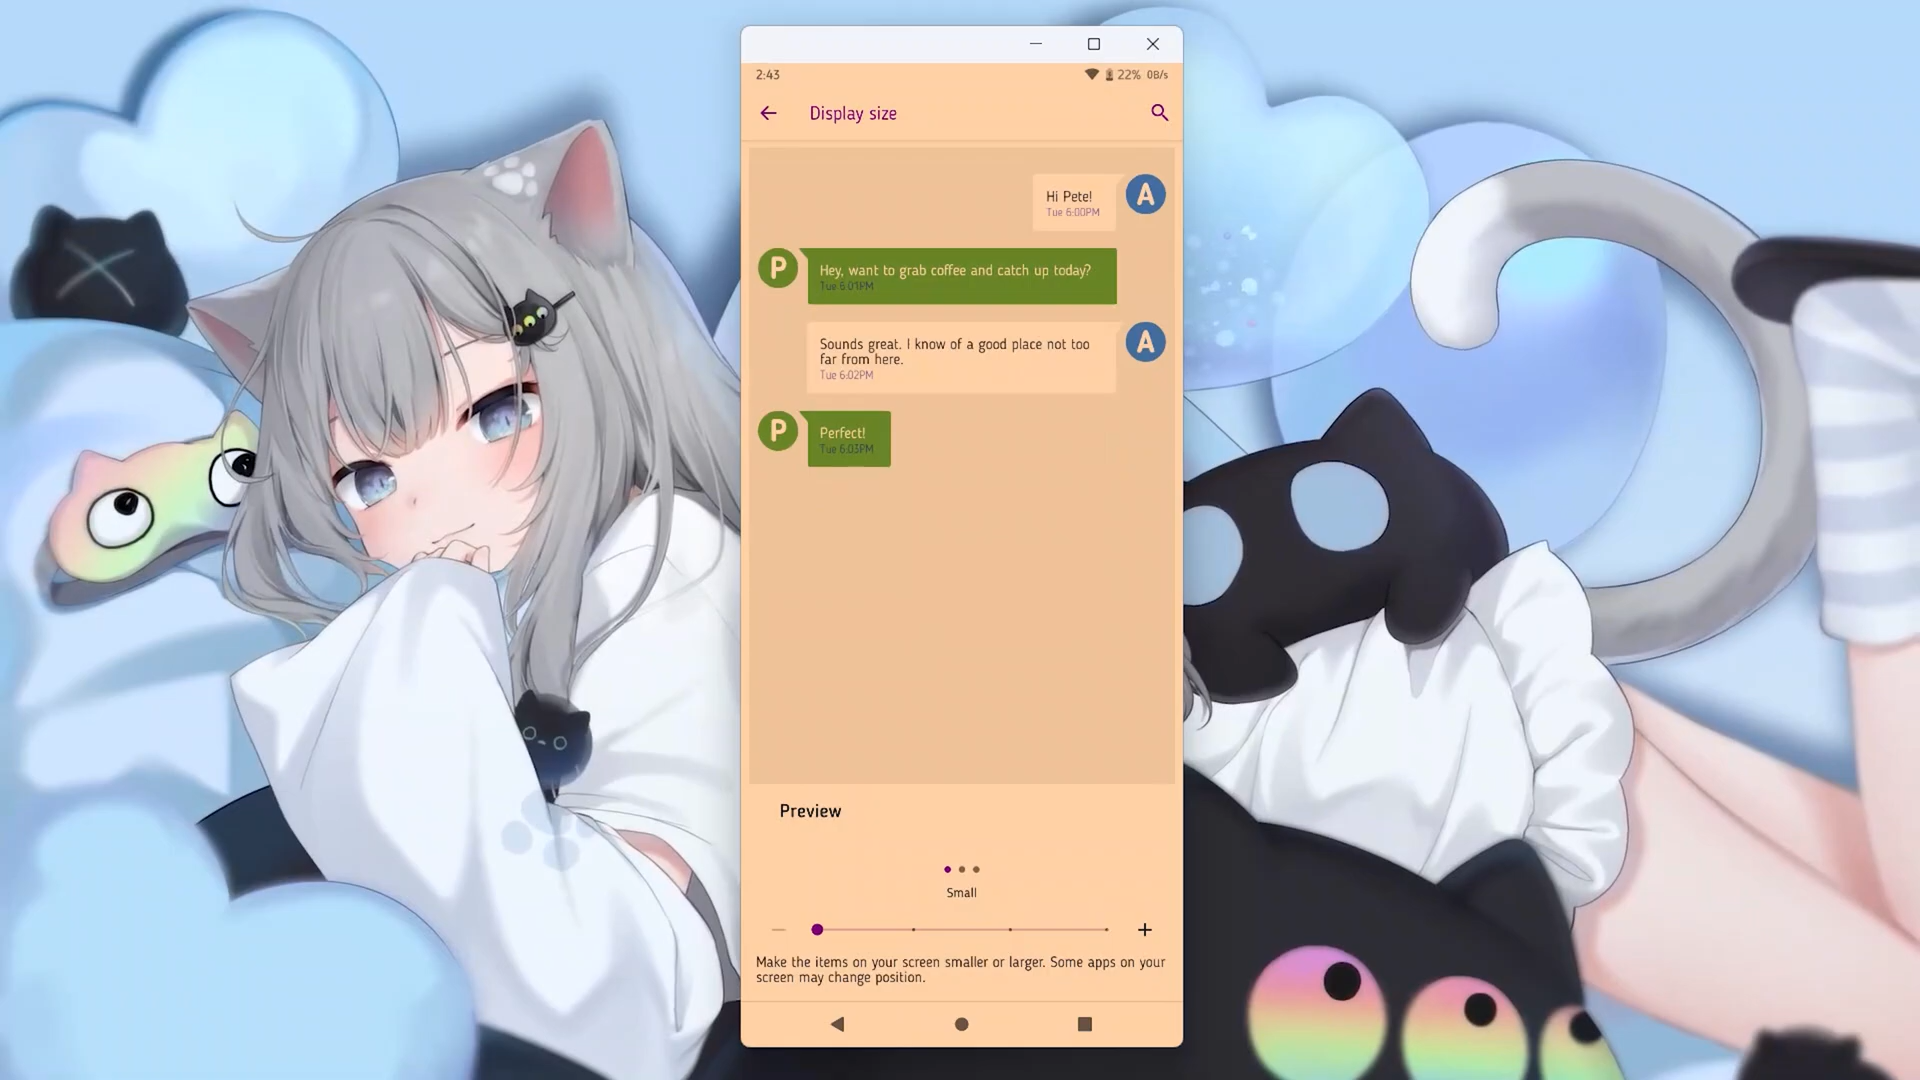 2:43
22% 0B/s
Display size
Hi Pete!
Tue 6:00PM
A
P
Hey, want to grab coffee and catch up today?
Tue 6:01PM
Sounds great. I know of a good place not too
far from here.
Tue 6:02PM
A
P
Perfect!
Tue 6:03PM
Preview
Small
Make the items on your screen smaller or larger. Some apps on your
screen may change position.